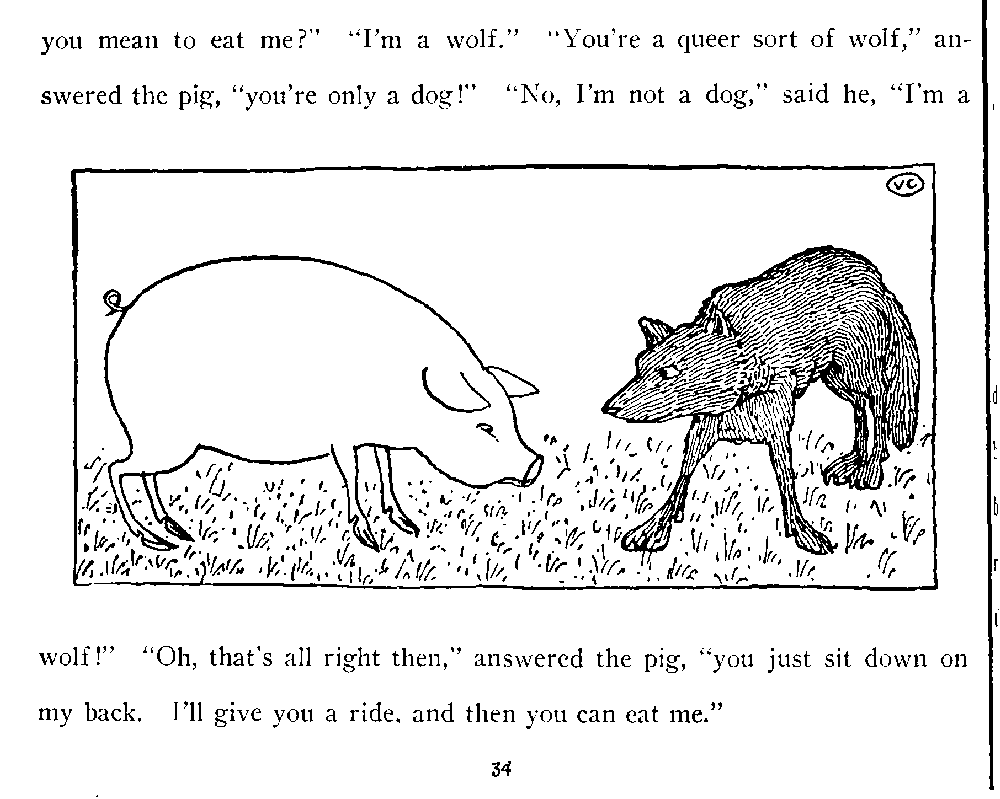 you mean to eat me?” “I'm a wolf.” “You're a queer sort of wolf,” an-
swered the pig, “you're only a dog!” “No, I'm not a dog,” said he, “I'm a
VC
wolf!” “Oh, that's all right then,” answered the pig, “you just sit down on
my back. I'll give you a ride, and then you can eat me.”
34